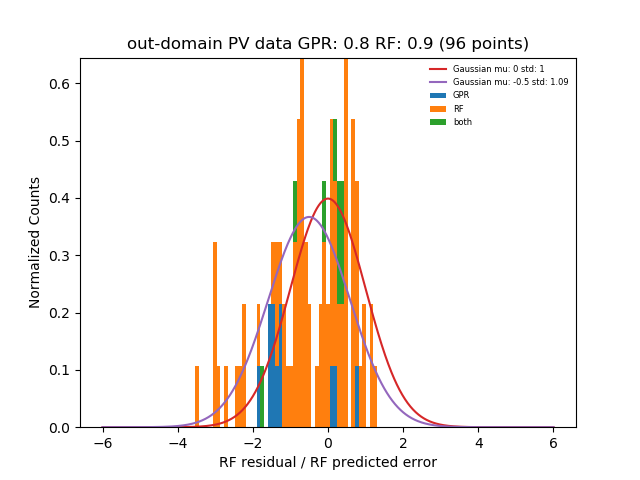 out-domain PV data GPR: 0.8 RF: 0.9 (96 points)
Gaussian mu: 0 std: 1
Gaussian mu: -0.5 std: 1.09
GPR
RF
both
Normalized Counts
0.6
0.5
0.4
0.3
0.2
0.1
0.0
−6 −4 −2 0 2 4 6
RF residual / RF predicted error